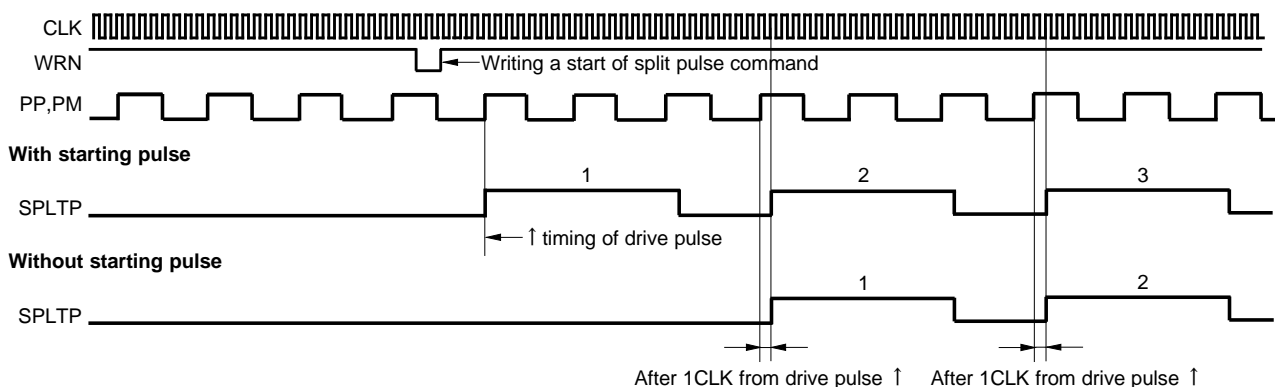 CLK
WRN
Writing a start of split pulse command
PP,PM
With starting pulse
1 2 3
SPLTP
↑ timing of drive pulse
Without starting pulse
1 2
SPLTP
After 1CLK from drive pulse ↑ After 1CLK from drive pulse ↑